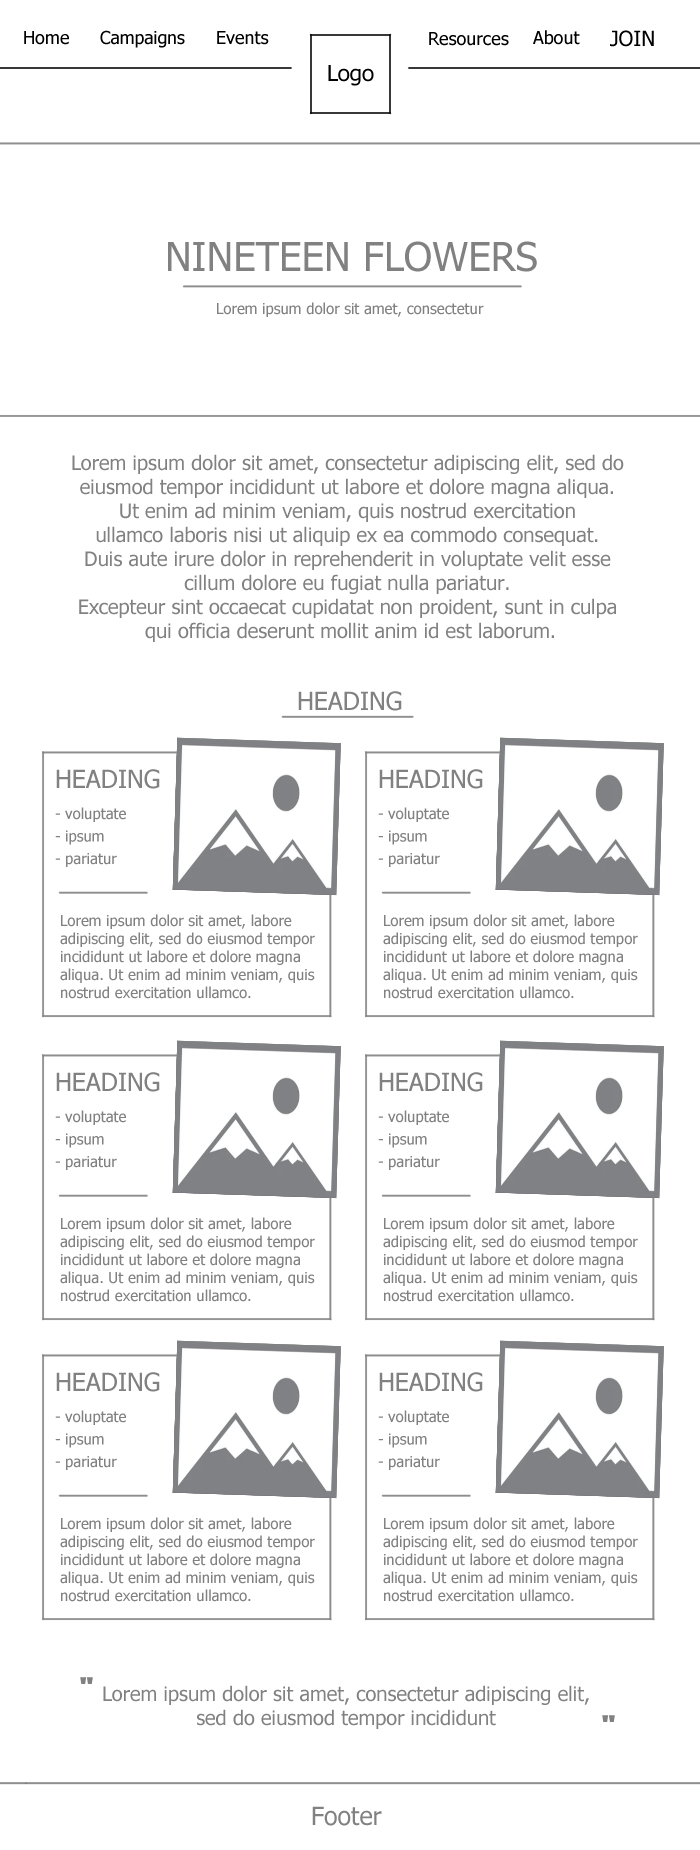 Home Campaigns Events Logo Resources About JOIN
NINETEEN FLOWERS
Lorem ipsum dolor sit amet, consectetur
Lorem ipsum dolor sit amet, consectetur adipiscing elit, sed do
eiusmod tempor incididunt ut labore et dolore magna aliqua.
Ut enim ad minim veniam, quis nostrud exercitation
ullamco laboris nisi ut aliquip ex ea commodo consequat.
Duis aute irure dolor in reprehenderit in voluptate velit esse
cillum dolore eu fugiat nulla pariatur.
Excepteur sint occaecat cupidatat non proident, sunt in culpa
qui officia deserunt mollit anim id est laborum.
HEADING
HEADING
- voluptate
- ipsum
- pariatur
Lorem ipsum dolor sit amet, labore
adipiscing elit, sed do eiusmod tempor
incididunt ut labore et dolore magna
aliqua. Ut enim ad minim veniam, quis
nostrud exercitation ullamco.
HEADING
- voluptate
- ipsum
- pariatur
Lorem ipsum dolor sit amet, labore
adipiscing elit, sed do eiusmod tempor
incididunt ut labore et dolore magna
aliqua. Ut enim ad minim veniam, quis
nostrud exercitation ullamco.
HEADING
- voluptate
- ipsum
- pariatur
Lorem ipsum dolor sit amet, labore
adipiscing elit, sed do eiusmod tempor
incididunt ut labore et dolore magna
aliqua. Ut enim ad minim veniam, quis
nostrud exercitation ullamco.
HEADING
- voluptate
- ipsum
- pariatur
Lorem ipsum dolor sit amet, labore
adipiscing elit, sed do eiusmod tempor
incididunt ut labore et dolore magna
aliqua. Ut enim ad minim veniam, quis
nostrud exercitation ullamco.
HEADING
- voluptate
- ipsum
- pariatur
Lorem ipsum dolor sit amet, labore
adipiscing elit, sed do eiusmod tempor
incididunt ut labore et dolore magna
aliqua. Ut enim ad minim veniam, quis
nostrud exercitation ullamco.
HEADING
- voluptate
- ipsum
- pariatur
Lorem ipsum dolor sit amet, labore
adipiscing elit, sed do eiusmod tempor
incididunt ut labore et dolore magna
aliqua. Ut enim ad minim veniam, quis
nostrud exercitation ullamco.
" Lorem ipsum dolor sit amet, consectetur adipiscing elit,
sed do eiusmod tempor incididunt "
Footer